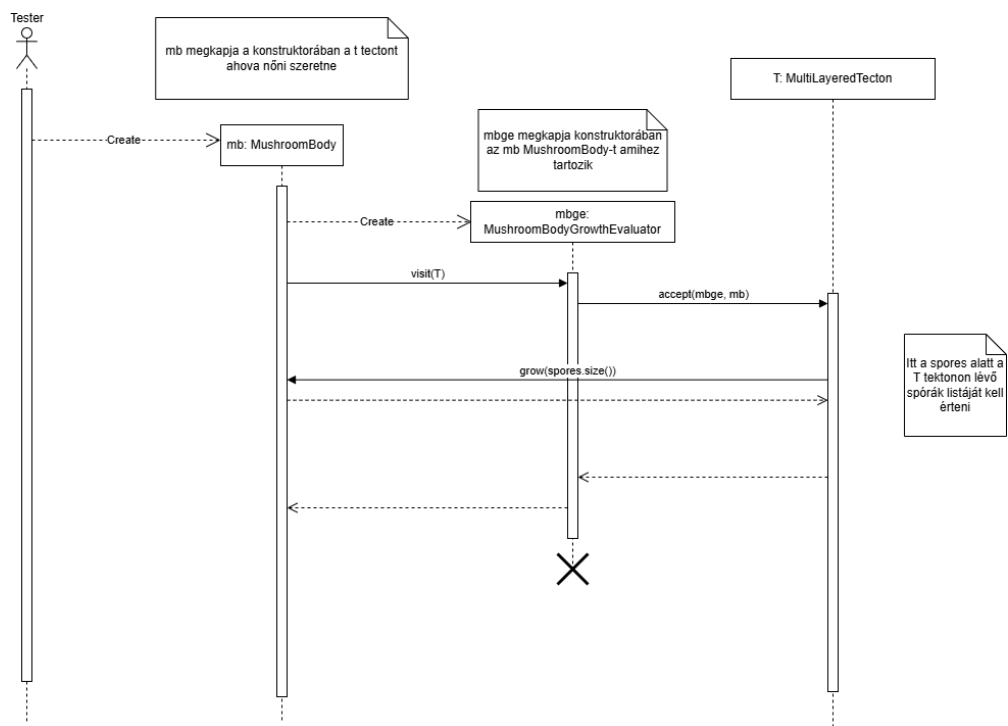 Tester
mb megkapja a konstruktorában a t tectont
ahova nőni szeretne
T: MultiLayeredTecton
Create
mb: MushroomBody
mbge megkapja konstruktorában
az mb MushroomBody-t amihez
tartozik
Create
mbge:
MushroomBodyGrowthEvaluator
visit(T)
accept(mbge, mb)
grow(spores.size())
Itt a spores alatt a
T tektonon lévő
spórák listáját kell
érteni